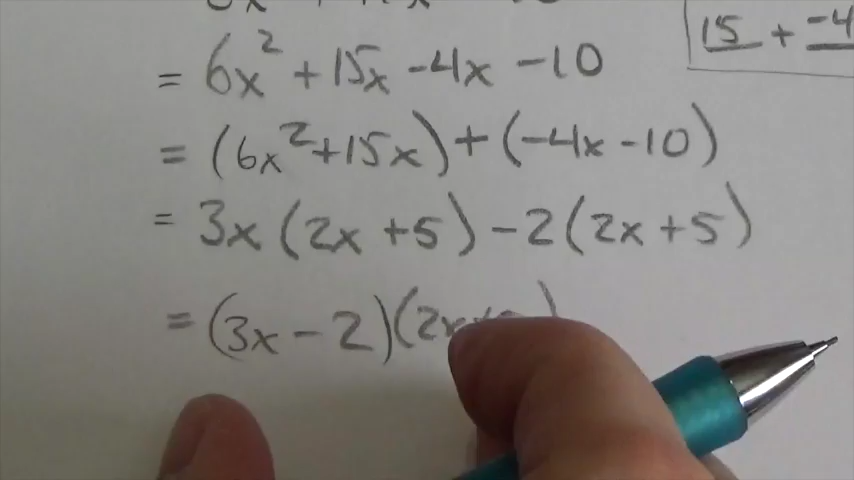 15 + -4
= 6x² + 15x - 4x - 10
= (6x² + 15x) + (-4x - 10)
= 3x (2x + 5) - 2 (2x + 5)
= (3x - 2)(2x